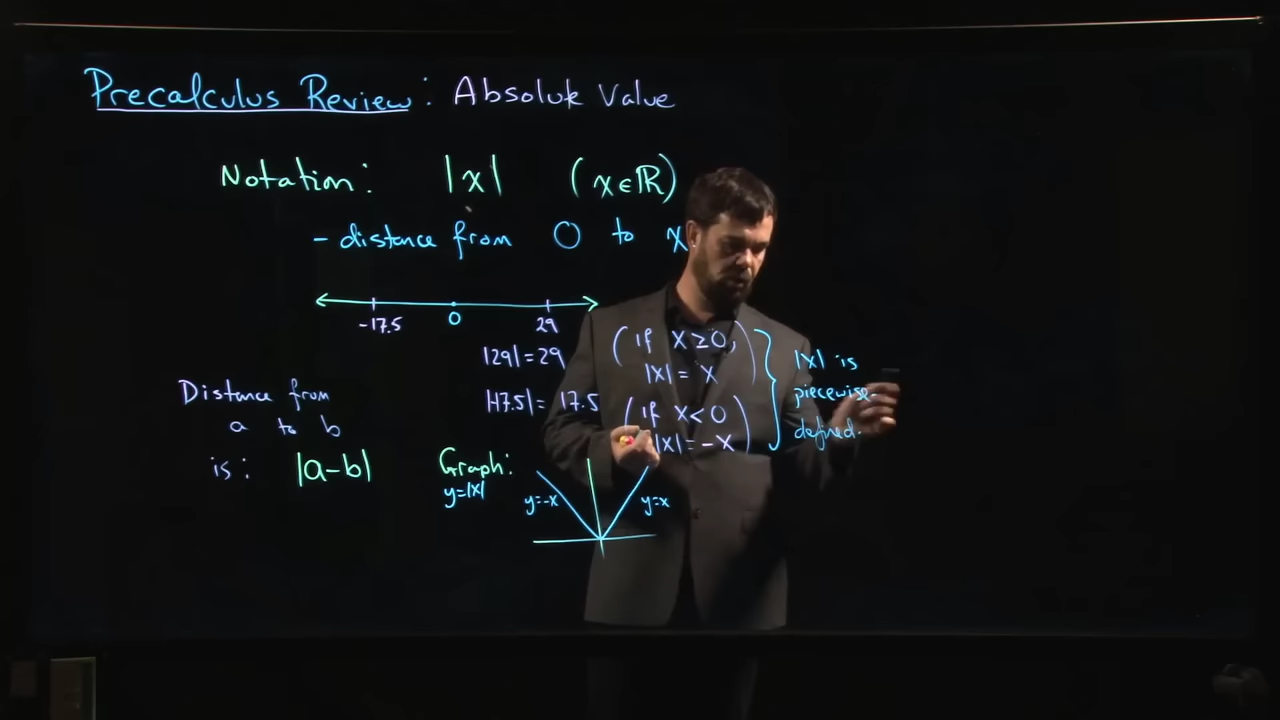 Precalculus Review: Absolute Value
Notation: |x| (x∈ℝ)
- distance from 0 to x
-17.5 0 29
|29|=29
|-17.5|= 17.5
(if x≥0,
|x| = x)
(if x<0
|x|= -x)
|x| is
piecewise-
defined.
Distance from
a to b
is: |a-b|
Graph:
y=|x|
y=-x y=x